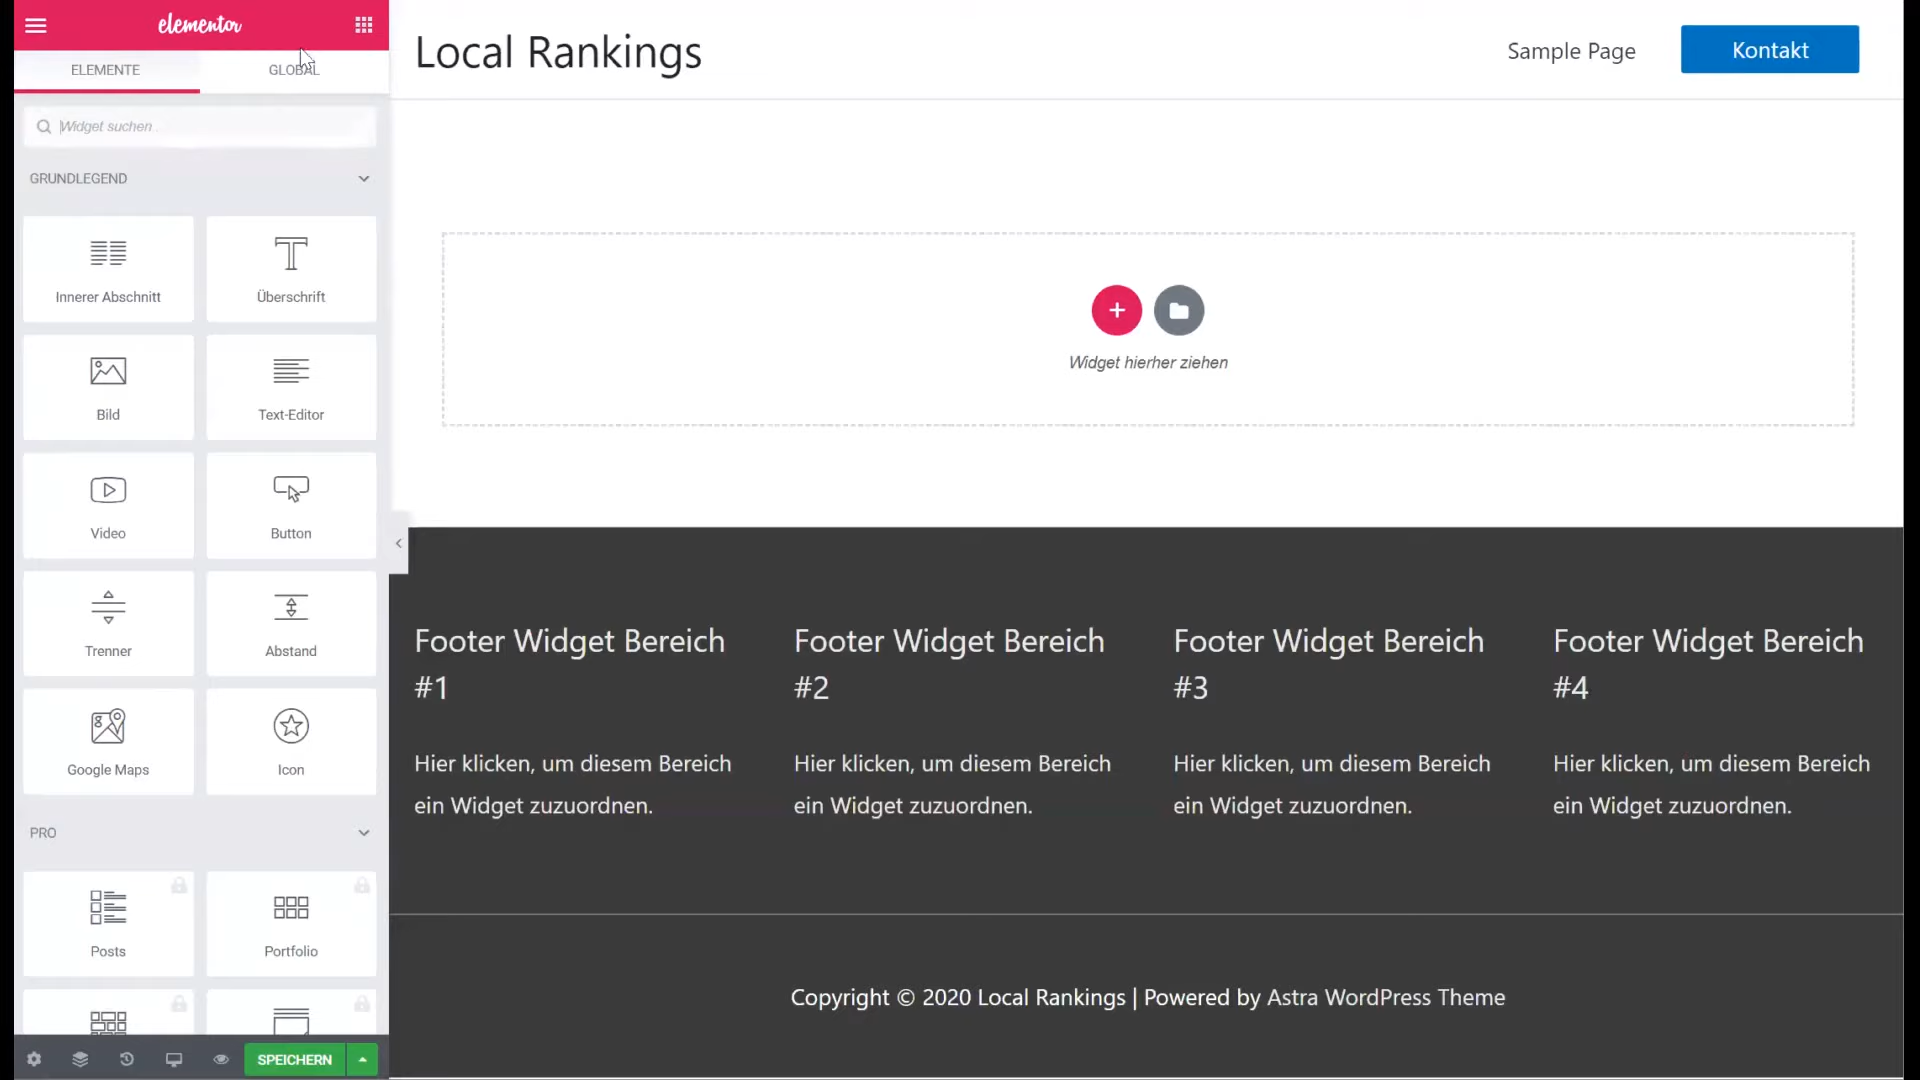 elementor
ELEMENTE
GLOBAL
Widget suchen...
GRUNDLEGEND
Innerer Abschnitt
Überschrift
Bild
Text-Editor
Video
Button
Trenner
Abstand
Google Maps
Icon
PRO
Posts
Portfolio
SPEICHERN
Local Rankings
Sample Page
Kontakt
Widget hierher ziehen
Footer Widget Bereich
#1
Hier klicken, um diesem Bereich
ein Widget zuzuordnen.
Footer Widget Bereich
#2
Hier klicken, um diesem Bereich
ein Widget zuzuordnen.
Footer Widget Bereich
#3
Hier klicken, um diesem Bereich
ein Widget zuzuordnen.
Footer Widget Bereich
#4
Hier klicken, um diesem Bereich
ein Widget zuzuordnen.
Copyright © 2020 Local Rankings | Powered by Astra WordPress Theme